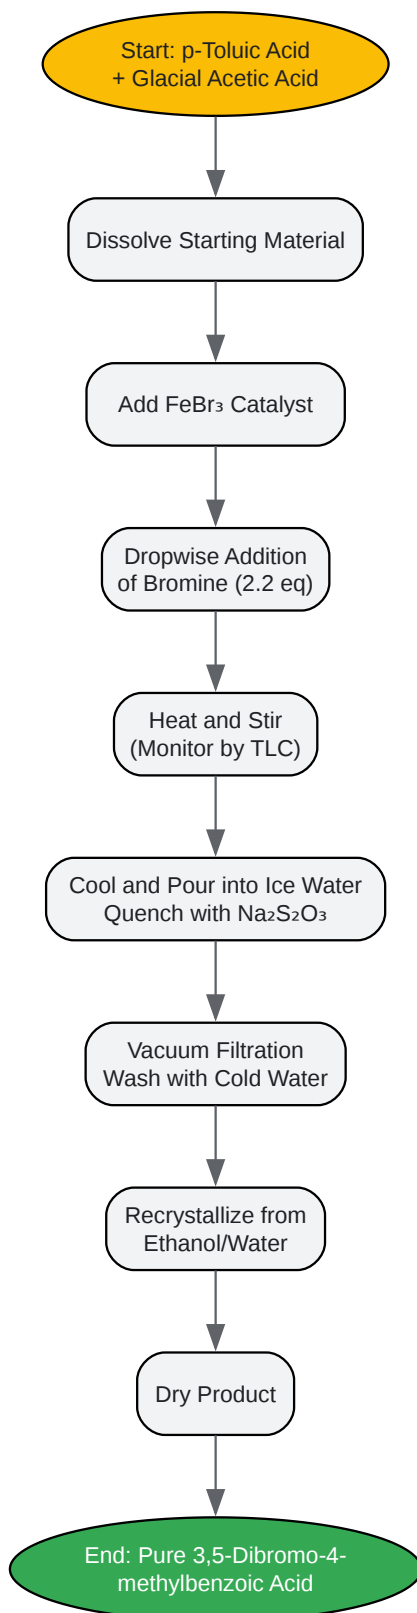 Start: p-Toluic Acid
+ Glacial Acetic Acid
Dissolve Starting Material
Add FeBr₃ Catalyst
Dropwise Addition
of Bromine (2.2 eq)
Heat and Stir
(Monitor by TLC)
Cool and Pour into Ice Water
Quench with Na₂S₂O₃
Vacuum Filtration
Wash with Cold Water
Recrystallize from
Ethanol/Water
Dry Product
End: Pure 3,5-Dibromo-4-
methylbenzoic Acid